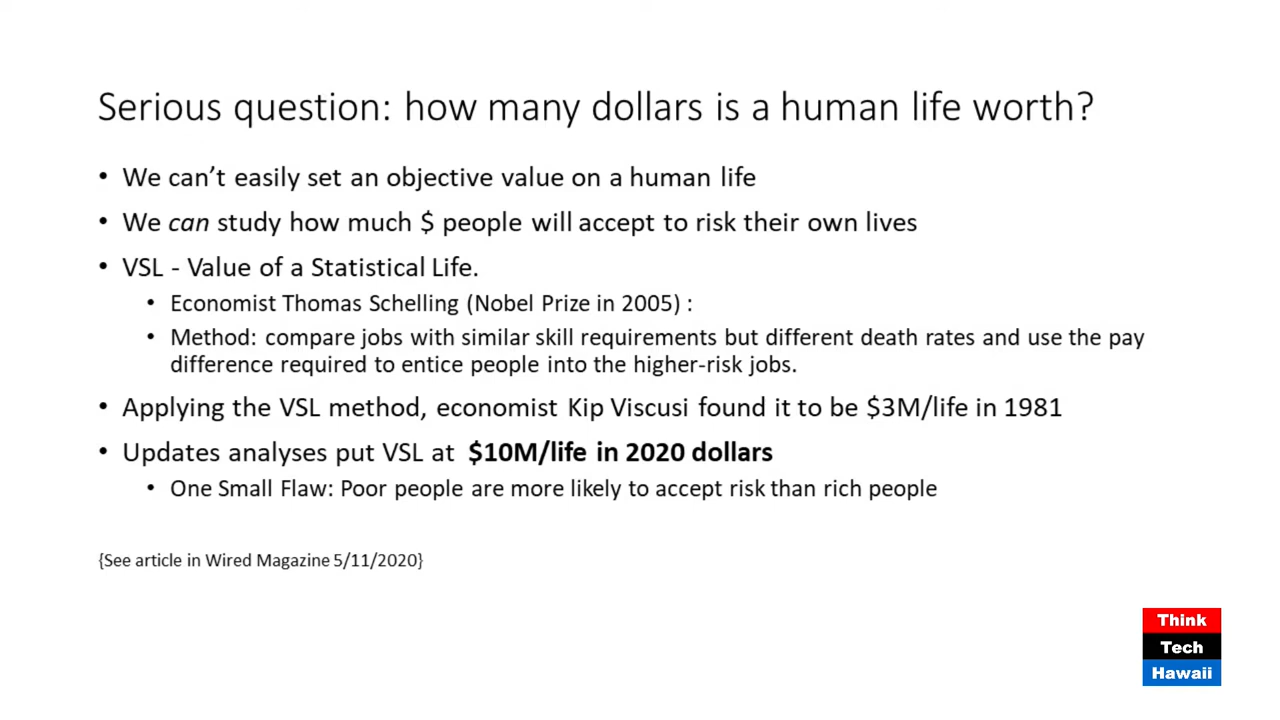 Serious question: how many dollars is a human life worth?
• We can’t easily set an objective value on a human life
• We can study how much $ people will accept to risk their own lives
• VSL - Value of a Statistical Life.
• Economist Thomas Schelling (Nobel Prize in 2005) :
• Method: compare jobs with similar skill requirements but different death rates and use the pay
difference required to entice people into the higher-risk jobs.
• Applying the VSL method, economist Kip Viscusi found it to be $3M/life in 1981
• Updates analyses put VSL at $10M/life in 2020 dollars
• One Small Flaw: Poor people are more likely to accept risk than rich people
{See article in Wired Magazine 5/11/2020}
Think
Tech
Hawaii